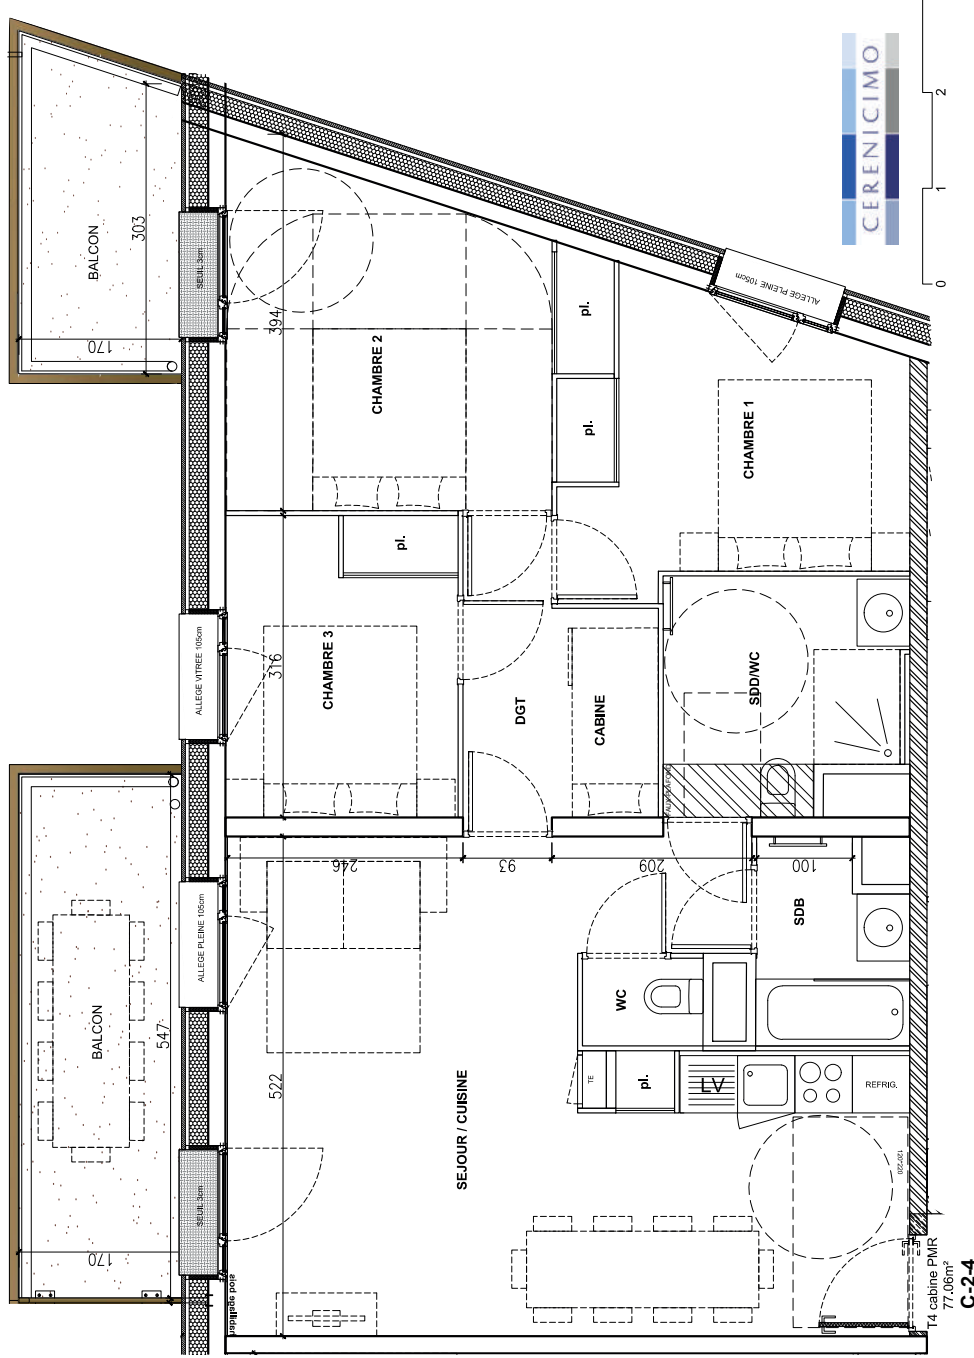 BALCON
303
170
SEUIL 3cm
394
CHAMBRE 2
pl.
pl.
CHAMBRE 1
ALLEGE PLEINE 105cm
CERENICIMO
0
1
2
ALLEGE VITREE 105cm
316
CHAMBRE 3
pl.
DGT
CABINE
SDD/WC
BALCON
547
170
ALLEGE PLEINE 105cm
SEUIL 3cm
246
93
209
100
522
SEJOUR / CUISINE
WC
SDB
TE
pl.
LV
REFRIG.
120*220
T4 cabine PMR
77.06m²
C-2-4